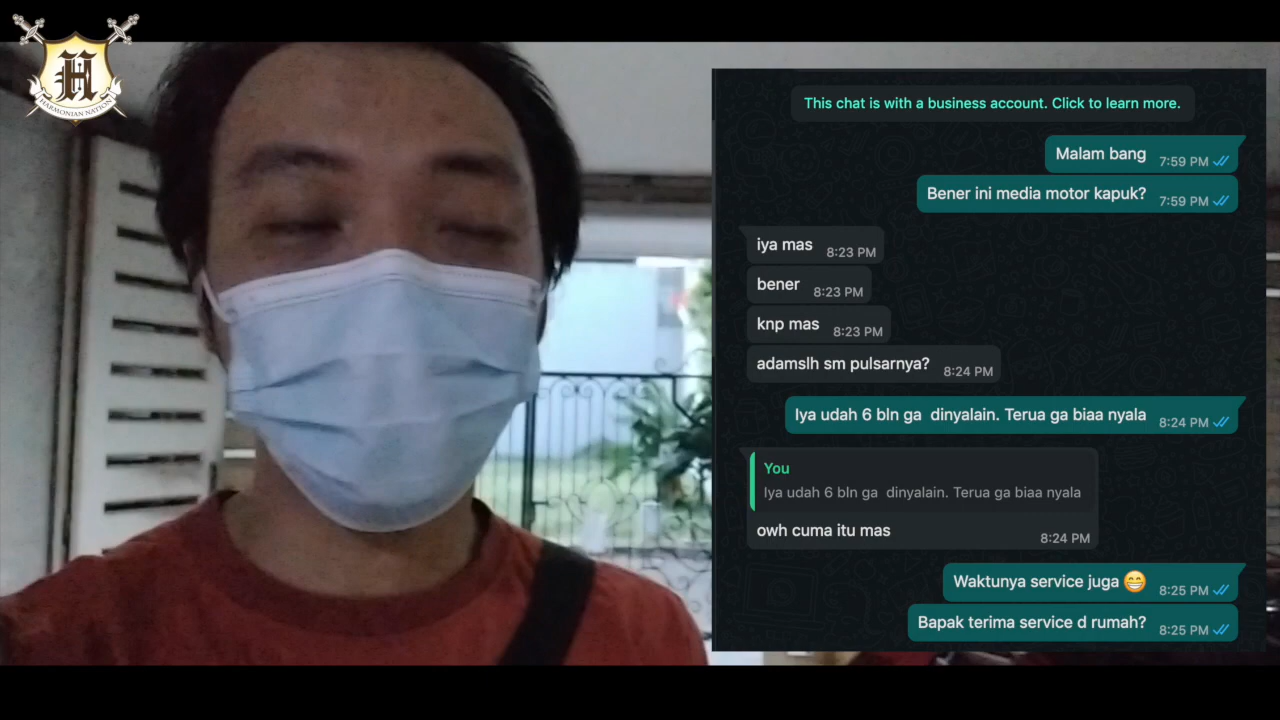 H
HARMONIAN NATION
This chat is with a business account. Click to learn more.
Malam bang 7:59 PM
Bener ini media motor kapuk? 7:59 PM
iya mas 8:23 PM
bener 8:23 PM
knp mas 8:23 PM
adamslh sm pulsarnya? 8:24 PM
Iya udah 6 bln ga  dinyalain. Terua ga biaa nyala 8:24 PM
You
Iya udah 6 bln ga  dinyalain. Terua ga biaa nyala
owh cuma itu mas 8:24 PM
Waktunya service juga 😁 8:25 PM
Bapak terima service d rumah? 8:25 PM